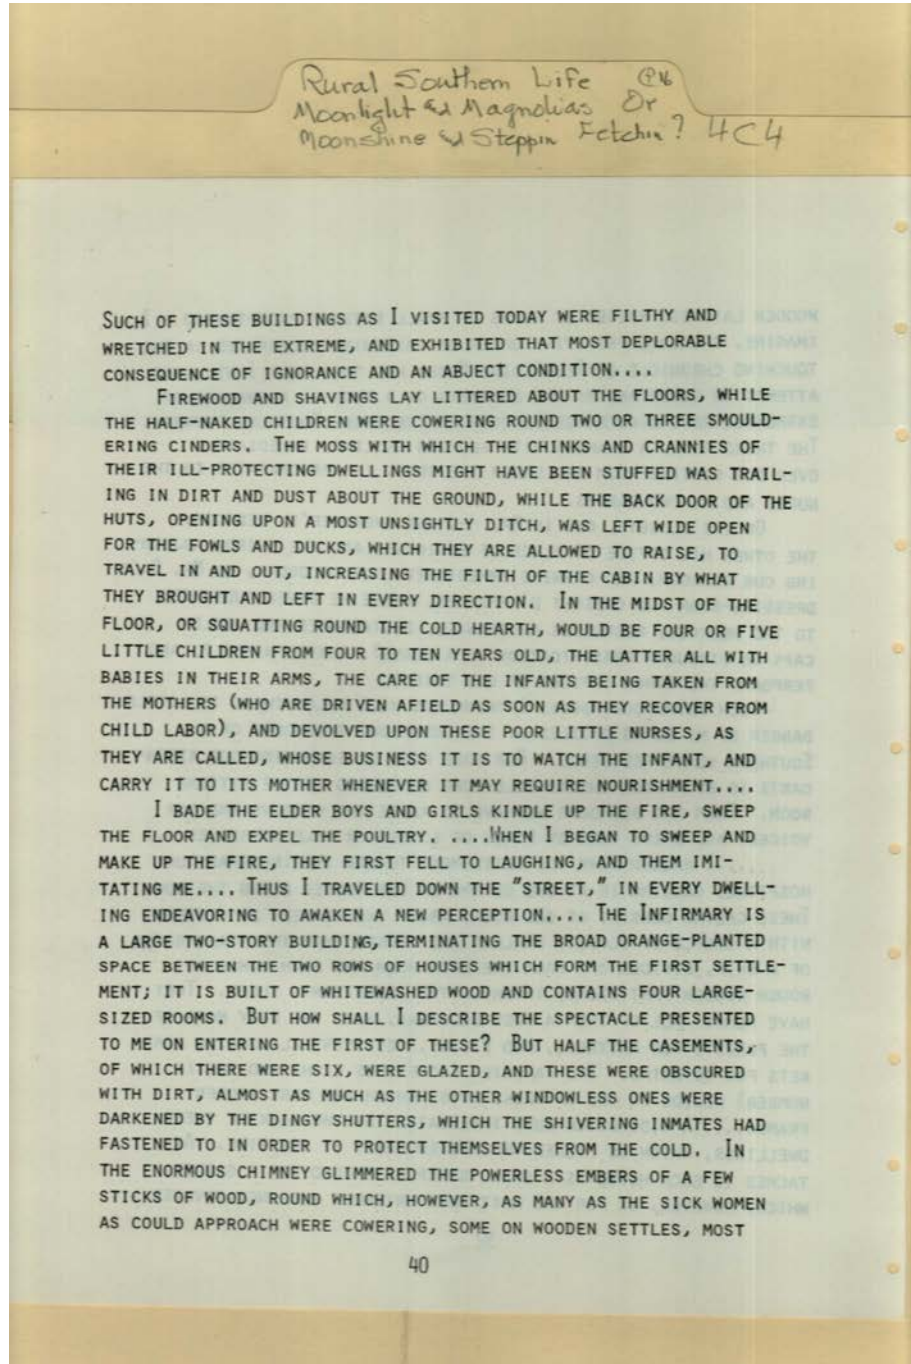 Rural Southern Life @16
Moonlight and Magnolias Or
Moonshine and Steppin Fetchin? 4C4
SUCH OF THESE BUILDINGS AS I VISITED TODAY WERE FILTHY AND
WRETCHED IN THE EXTREME, AND EXHIBITED THAT MOST DEPLORABLE
CONSEQUENCE OF IGNORANCE AND AN ABJECT CONDITION....
FIREWOOD AND SHAVINGS LAY LITTERED ABOUT THE FLOORS, WHILE
THE HALF-NAKED CHILDREN WERE COWERING ROUND TWO OR THREE SMOULD-
ERING CINDERS. THE MOSS WITH WHICH THE CHINKS AND CRANNIES OF
THEIR ILL-PROTECTING DWELLINGS MIGHT HAVE BEEN STUFFED WAS TRAIL-
ING IN DIRT AND DUST ABOUT THE GROUND, WHILE THE BACK DOOR OF THE
HUTS, OPENING UPON A MOST UNSIGHTLY DITCH, WAS LEFT WIDE OPEN
FOR THE FOWLS AND DUCKS, WHICH THEY ARE ALLOWED TO RAISE, TO
TRAVEL IN AND OUT, INCREASING THE FILTH OF THE CABIN BY WHAT
THEY BROUGHT AND LEFT IN EVERY DIRECTION. IN THE MIDST OF THE
FLOOR, OR SQUATTING ROUND THE COLD HEARTH, WOULD BE FOUR OR FIVE
LITTLE CHILDREN FROM FOUR TO TEN YEARS OLD, THE LATTER ALL WITH
BABIES IN THEIR ARMS, THE CARE OF THE INFANTS BEING TAKEN FROM
THE MOTHERS (WHO ARE DRIVEN AFIELD AS SOON AS THEY RECOVER FROM
CHILD LABOR), AND DEVOLVED UPON THESE POOR LITTLE NURSES, AS
THEY ARE CALLED, WHOSE BUSINESS IT IS TO WATCH THE INFANT, AND
CARRY IT TO ITS MOTHER WHENEVER IT MAY REQUIRE NOURISHMENT....
I BADE THE ELDER BOYS AND GIRLS KINDLE UP THE FIRE, SWEEP
THE FLOOR AND EXPEL THE POULTRY. ....WHEN I BEGAN TO SWEEP AND
MAKE UP THE FIRE, THEY FIRST FELL TO LAUGHING, AND THEM IMI-
TATING ME.... THUS I TRAVELED DOWN THE "STREET," IN EVERY DWELL-
ING ENDEAVORING TO AWAKEN A NEW PERCEPTION.... THE INFIRMARY IS
A LARGE TWO-STORY BUILDING, TERMINATING THE BROAD ORANGE-PLANTED
SPACE BETWEEN THE TWO ROWS OF HOUSES WHICH FORM THE FIRST SETTLE-
MENT; IT IS BUILT OF WHITEWASHED WOOD AND CONTAINS FOUR LARGE-
SIZED ROOMS. BUT HOW SHALL I DESCRIBE THE SPECTACLE PRESENTED
TO ME ON ENTERING THE FIRST OF THESE? BUT HALF THE CASEMENTS,
OF WHICH THERE WERE SIX, WERE GLAZED, AND THESE WERE OBSCURED
WITH DIRT, ALMOST AS MUCH AS THE OTHER WINDOWLESS ONES WERE
DARKENED BY THE DINGY SHUTTERS, WHICH THE SHIVERING INMATES HAD
FASTENED TO IN ORDER TO PROTECT THEMSELVES FROM THE COLD. IN
THE ENORMOUS CHIMNEY GLIMMERED THE POWERLESS EMBERS OF A FEW
STICKS OF WOOD, ROUND WHICH, HOWEVER, AS MANY AS THE SICK WOMEN
AS COULD APPROACH WERE COWERING, SOME ON WOODEN SETTLES, MOST
40